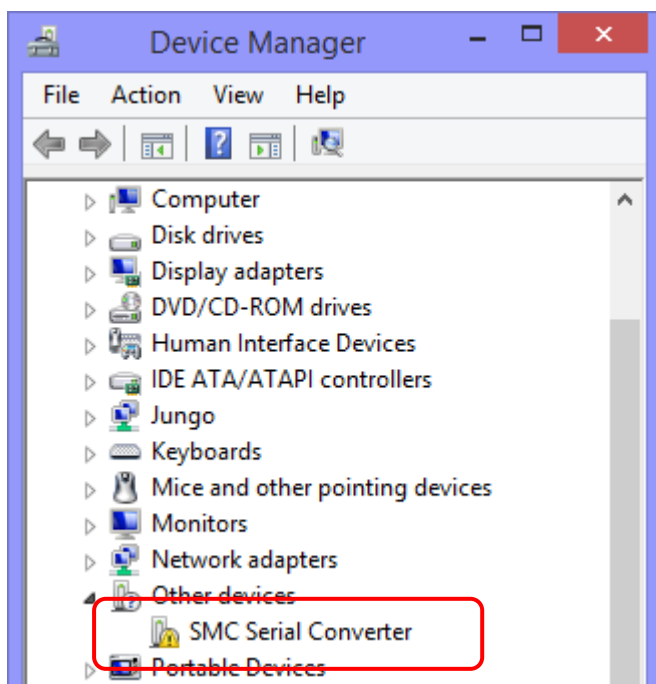 Device Manager
File Action View Help
Computer
Disk drives
Display adapters
DVD/CD-ROM drives
Human Interface Devices
IDE ATA/ATAPI controllers
Jungo
Keyboards
Mice and other pointing devices
Monitors
Network adapters
Other devices
SMC Serial Converter
Portable Devices